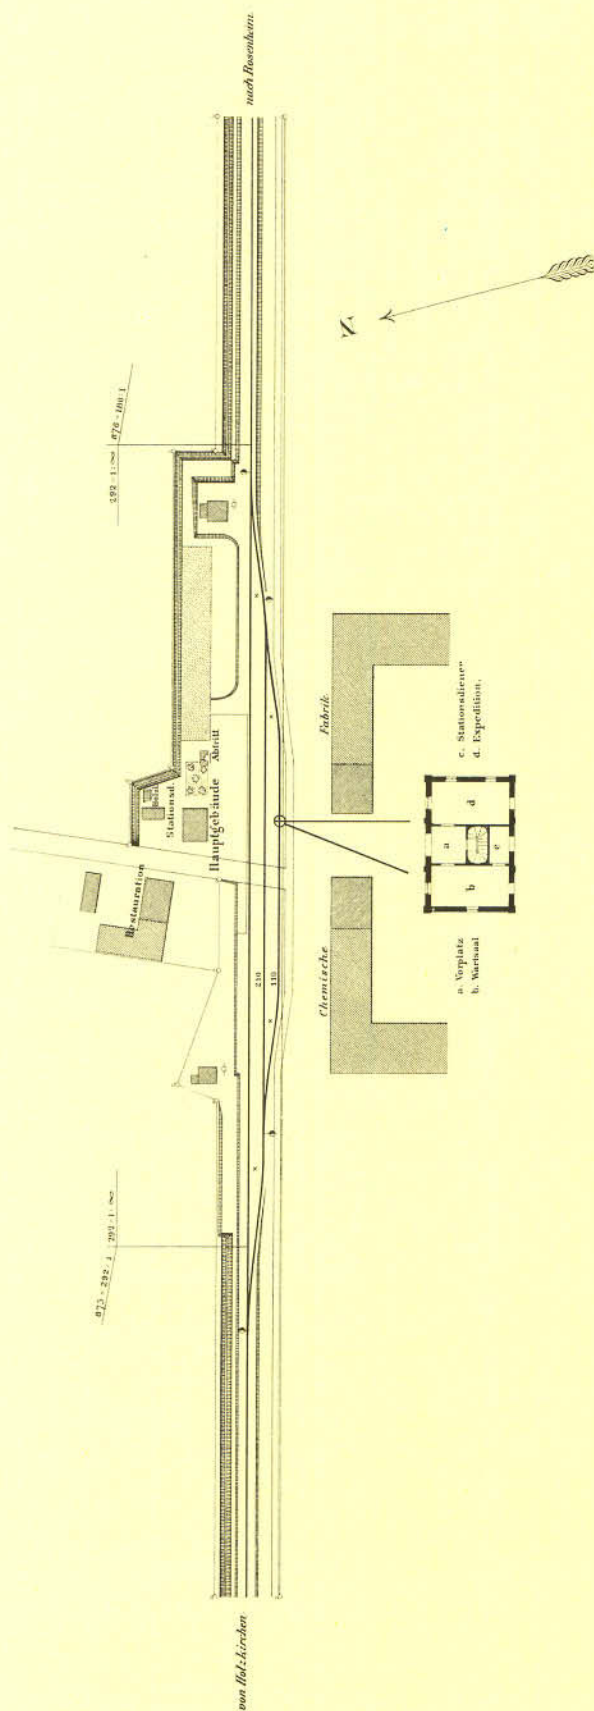 nach Rosenheim.
N.
292 · 1 : ∞
876 · 180 · 1
Stationsd.
Hauptgebäude
Abtritt
Restauration
210
110
873 · 292 · 1
292 · 1 : ∞
von Holzkirchen.
Chemische
Fabrik
a
b
c
d
a. Vorplatz
b. Wartsaal
c. Stationsdiener
d. Expedition.